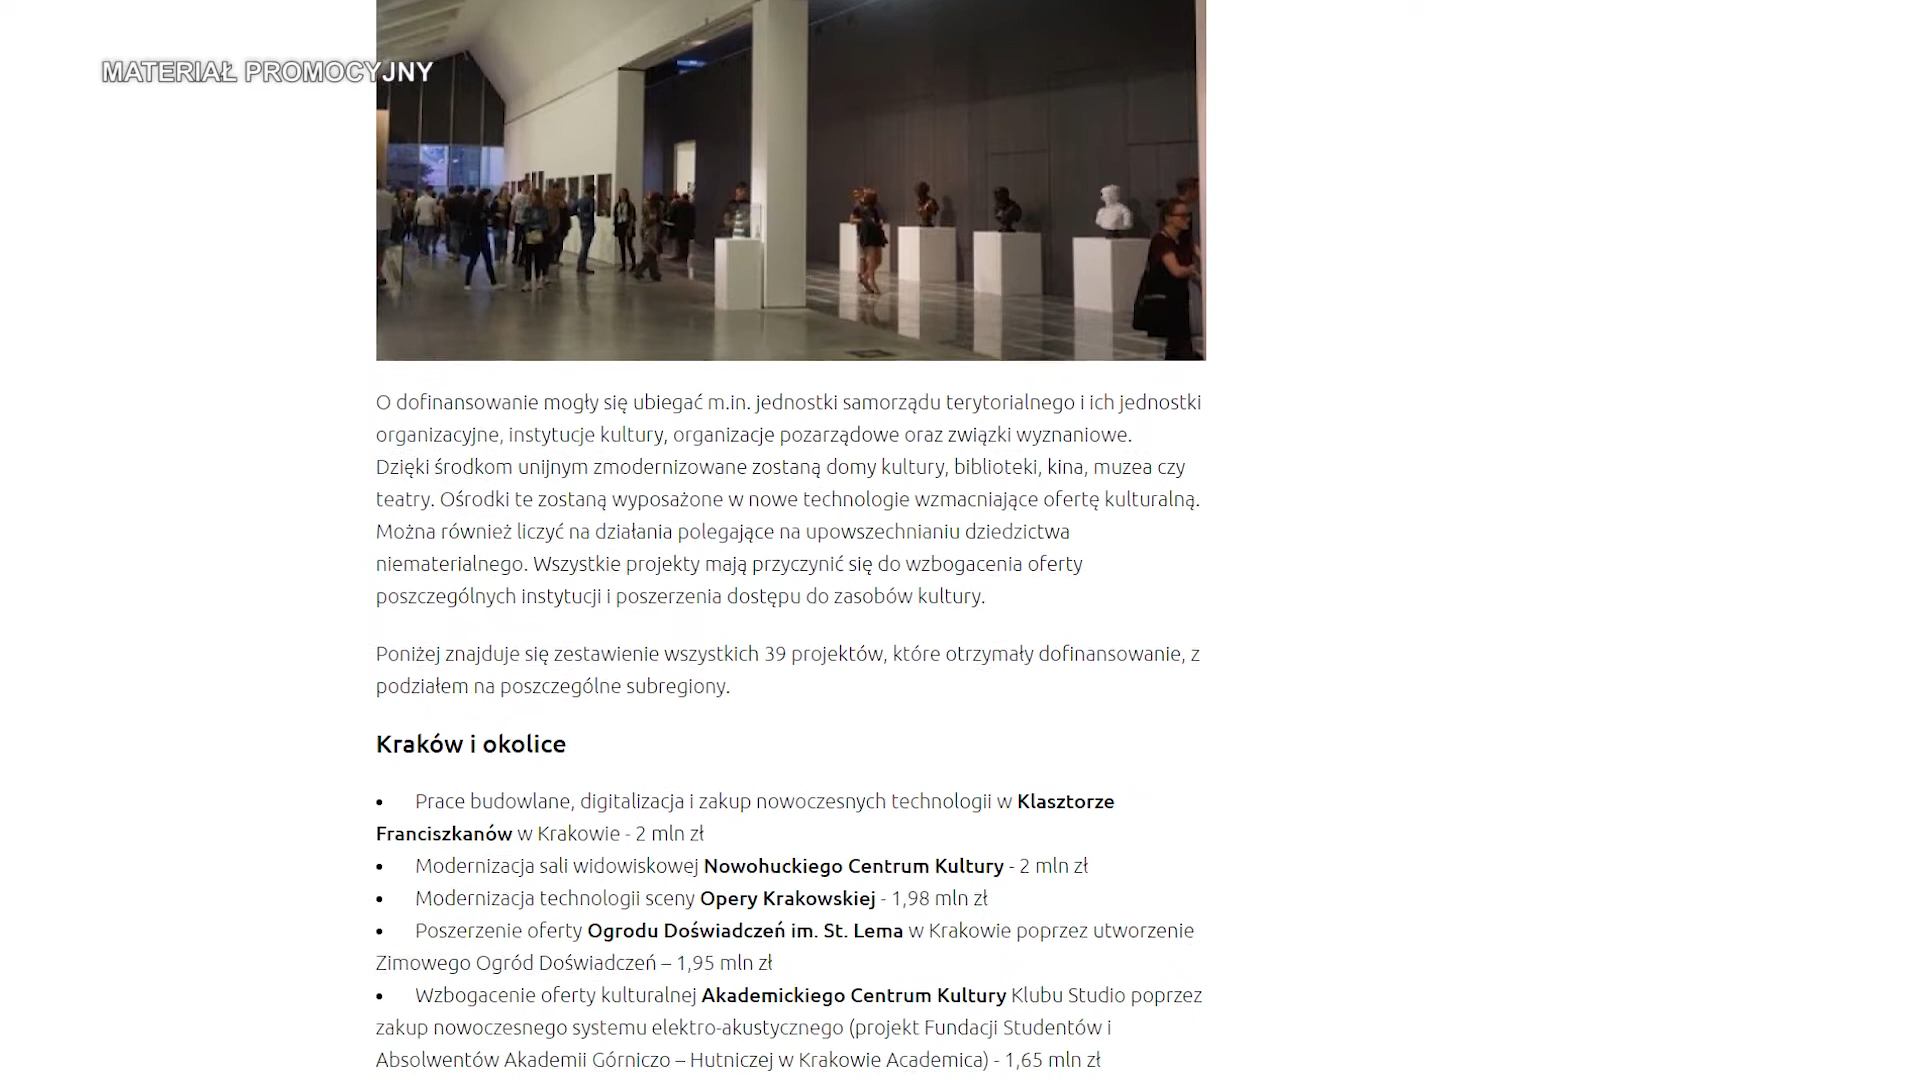 MATERIAŁ PROMOCYJNY
O dofinansowanie mogły się ubiegać m.in. jednostki samorządu terytorialnego i ich jednostki
organizacyjne, instytucje kultury, organizacje pozarządowe oraz związki wyznaniowe.
Dzięki środkom unijnym zmodernizowane zostaną domy kultury, biblioteki, kina, muzea czy
teatry. Ośrodki te zostaną wyposażone w nowe technologie wzmacniające ofertę kulturalną.
Można również liczyć na działania polegające na upowszechnianiu dziedzictwa
niematerialnego. Wszystkie projekty mają przyczynić się do wzbogacenia oferty
poszczególnych instytucji i poszerzenia dostępu do zasobów kultury.
Poniżej znajduje się zestawienie wszystkich 39 projektów, które otrzymały dofinansowanie, z
podziałem na poszczególne subregiony.
Kraków i okolice
• Prace budowlane, digitalizacja i zakup nowoczesnych technologii w Klasztorze
Franciszkanów w Krakowie - 2 mln zł
• Modernizacja sali widowiskowej Nowohuckiego Centrum Kultury - 2 mln zł
• Modernizacja technologii sceny Opery Krakowskiej - 1,98 mln zł
• Poszerzenie oferty Ogrodu Doświadczeń im. St. Lema w Krakowie poprzez utworzenie
Zimowego Ogród Doświadczeń – 1,95 mln zł
• Wzbogacenie oferty kulturalnej Akademickiego Centrum Kultury Klubu Studio poprzez
zakup nowoczesnego systemu elektro-akustycznego (projekt Fundacji Studentów i
Absolwentów Akademii Górniczo – Hutniczej w Krakowie Academica) - 1,65 mln zł